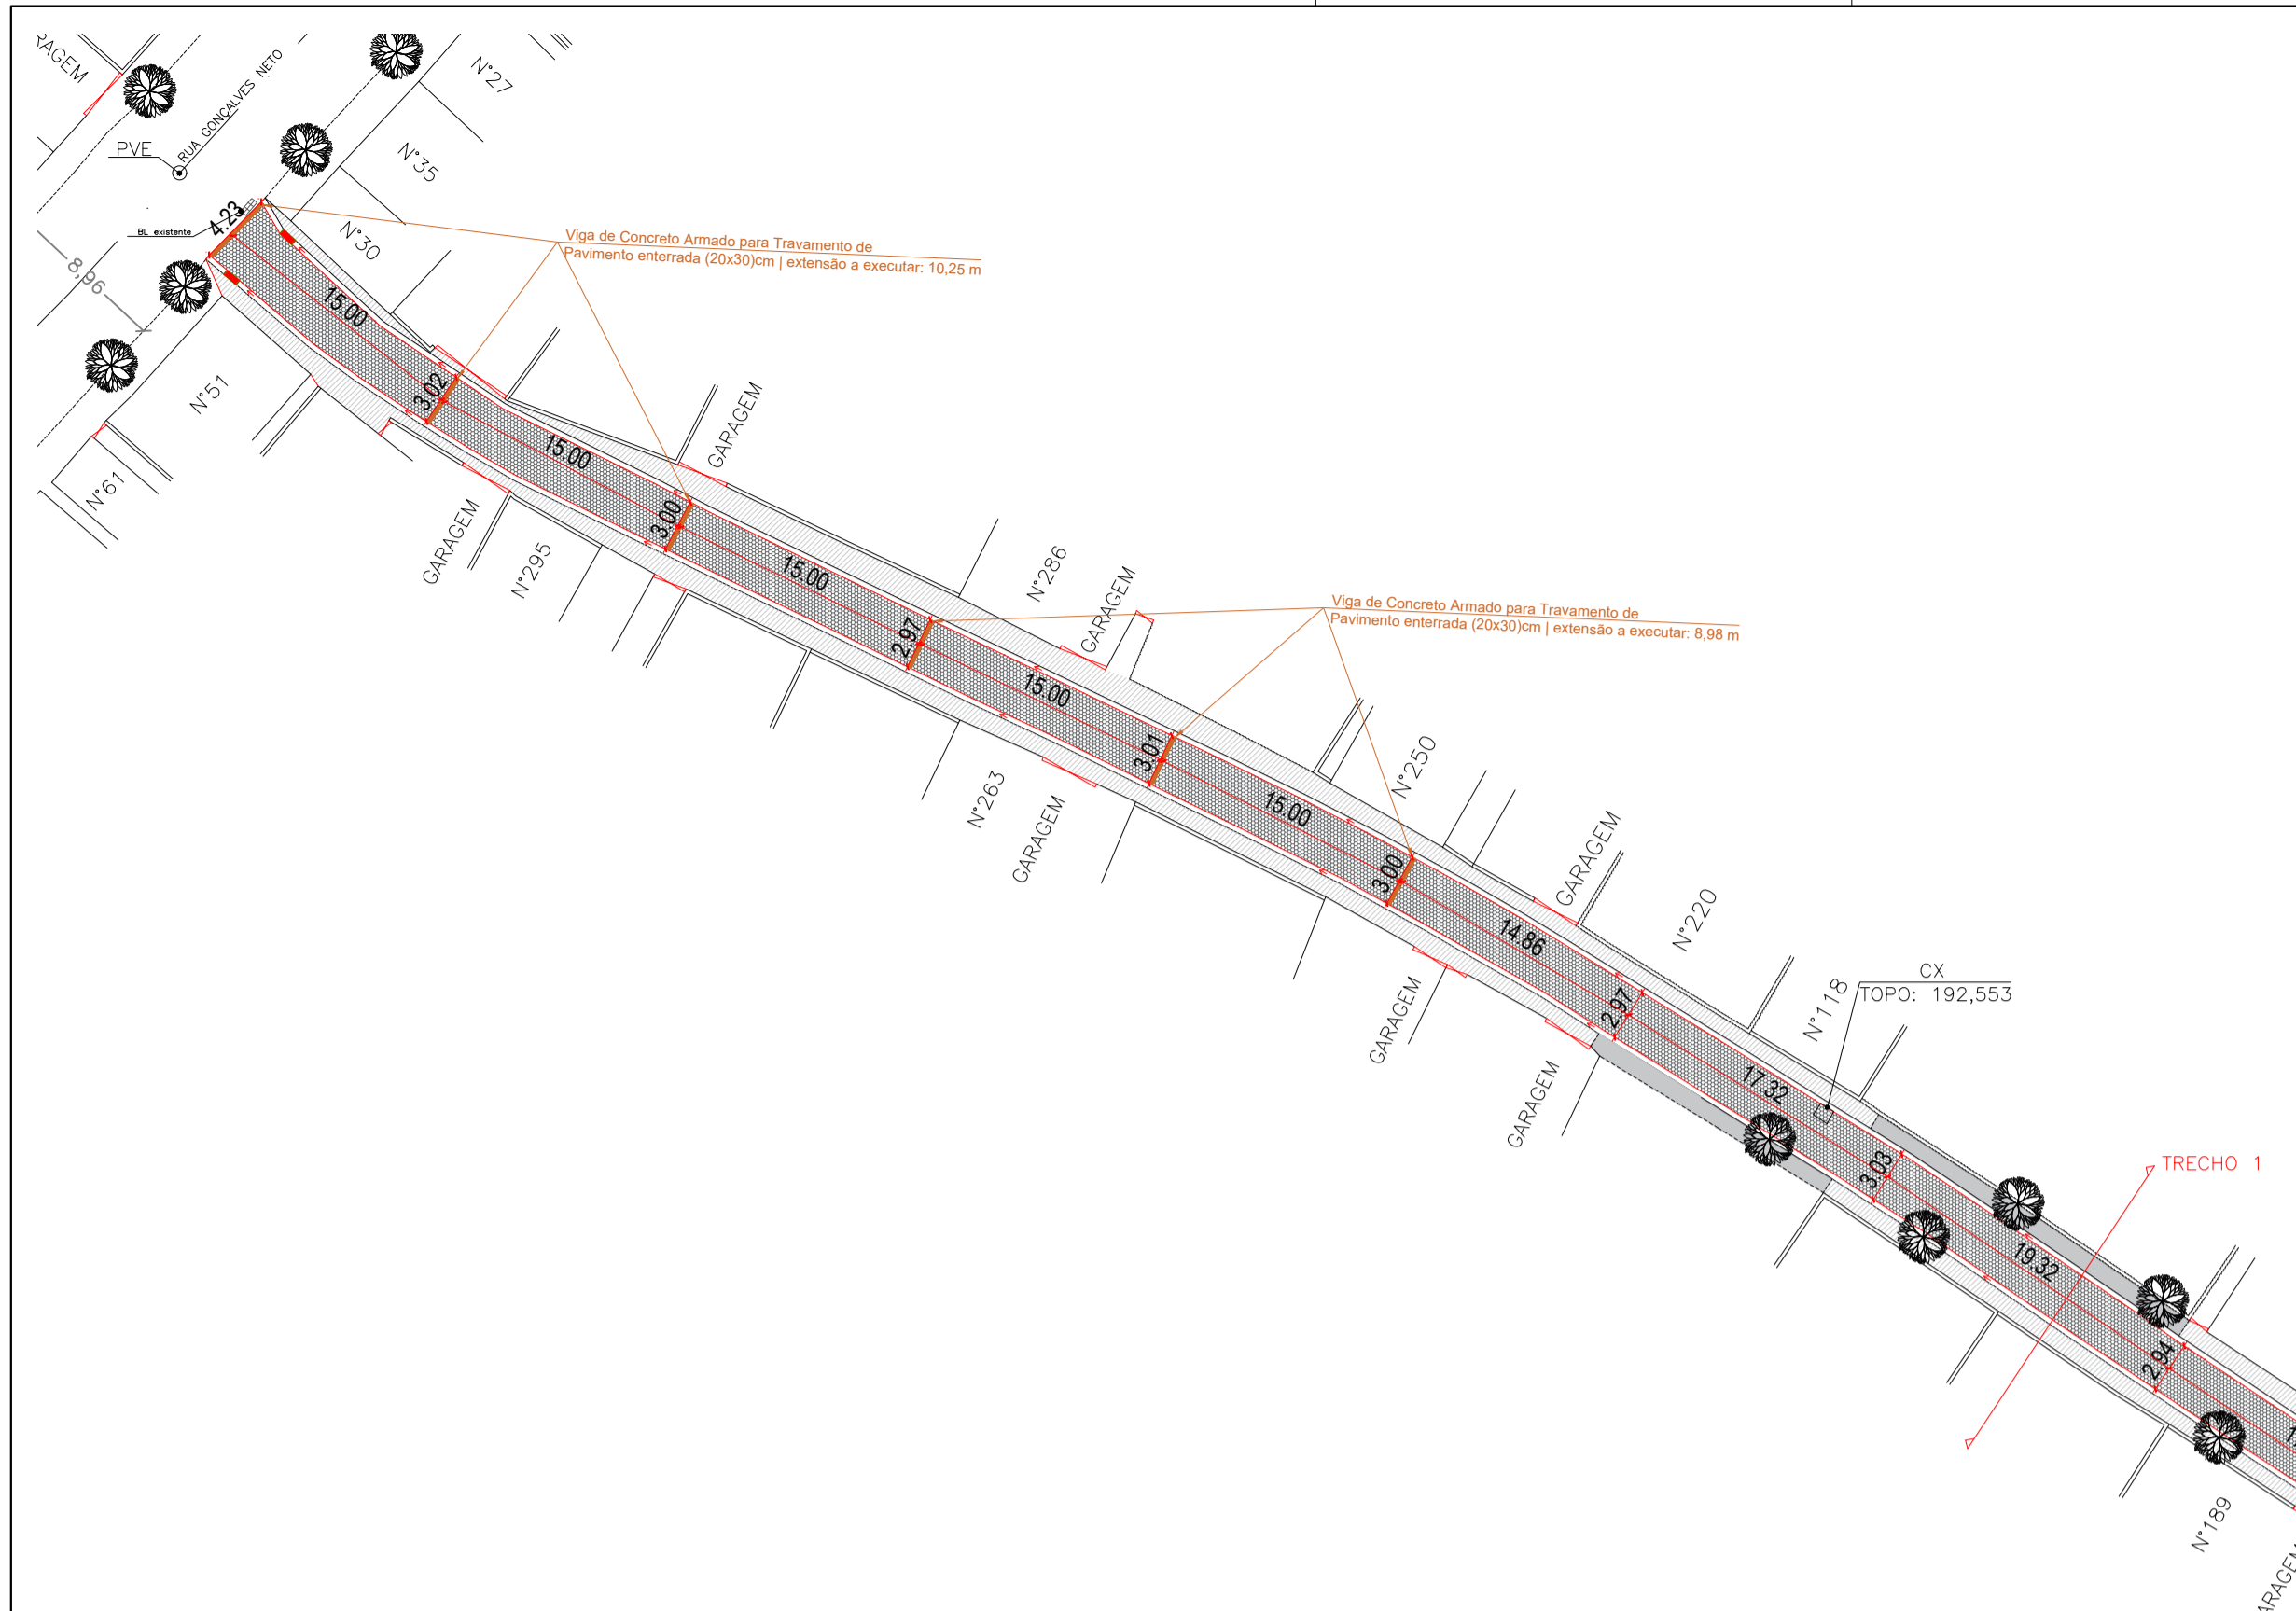 N°27
RUA GONÇALVES NETO
PVE
N°35
4.23
BL existente
N°30
8,96
Viga de Concreto Armado para Travamento de
Pavimento enterrada (20x30)cm | extensão a executar: 10,25 m
15.00
3.02
N°51
N°61
GARAGEM
15.00
GARAGEM
N°295
3.00
15.00
N°286
GARAGEM
Viga de Concreto Armado para Travamento de
Pavimento enterrada (20x30)cm | extensão a executar: 8,98 m
2.97
15.00
3.01
N°263
GARAGEM
15.00
N°250
3.00
GARAGEM
14.86
N°220
GARAGEM
2.97
N°118
CX
TOPO: 192,553
GARAGEM
17.32
3.03
TRECHO 1
19.32
2.94
N°189